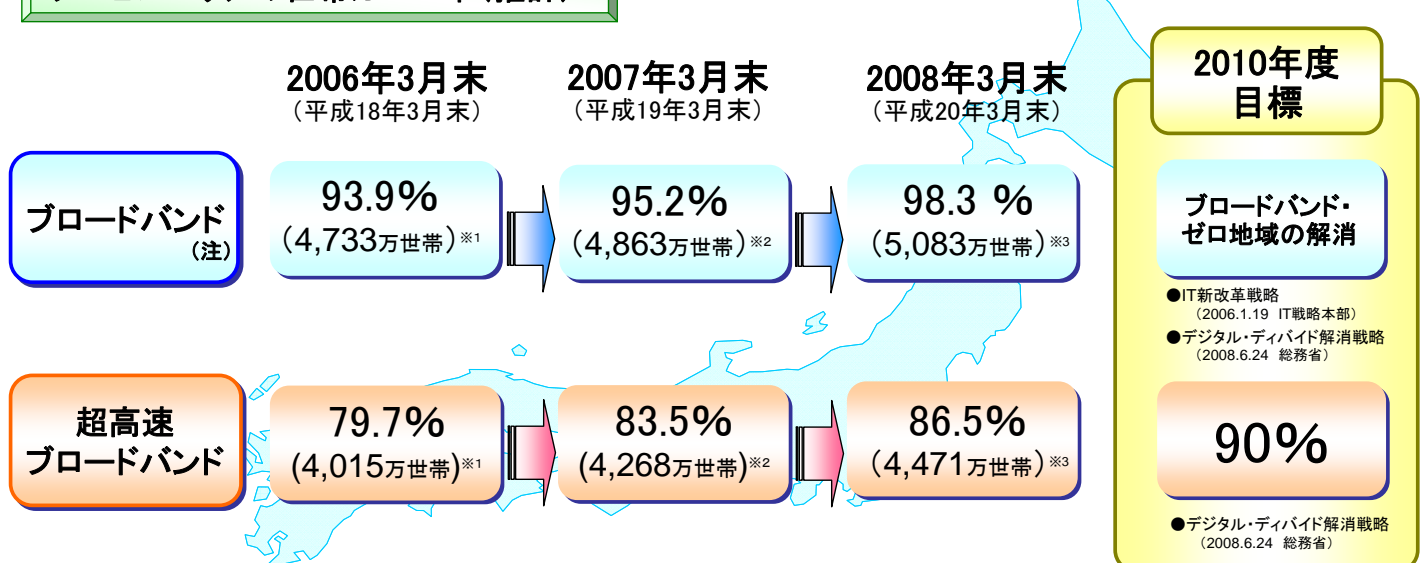 2006年3月末
(平成18年3月末)
2007年3月末
(平成19年3月末)
2008年3月末
(平成20年3月末)
2010年度
目標
ブロードバンド
(注)
93.9%
(4,733万世帯)※1
95.2%
(4,863万世帯)※2
98.3 %
(5,083万世帯)※3
ブロードバンド・
ゼロ地域の解消
●IT新改革戦略
(2006.1.19 IT戦略本部)
●デジタル・ディバイド解消戦略
(2008.6.24 総務省)
超高速
ブロードバンド
79.7%
(4,015万世帯)※1
83.5%
(4,268万世帯)※2
86.5%
(4,471万世帯)※3
90%
●デジタル・ディバイド解消戦略
(2008.6.24 総務省)